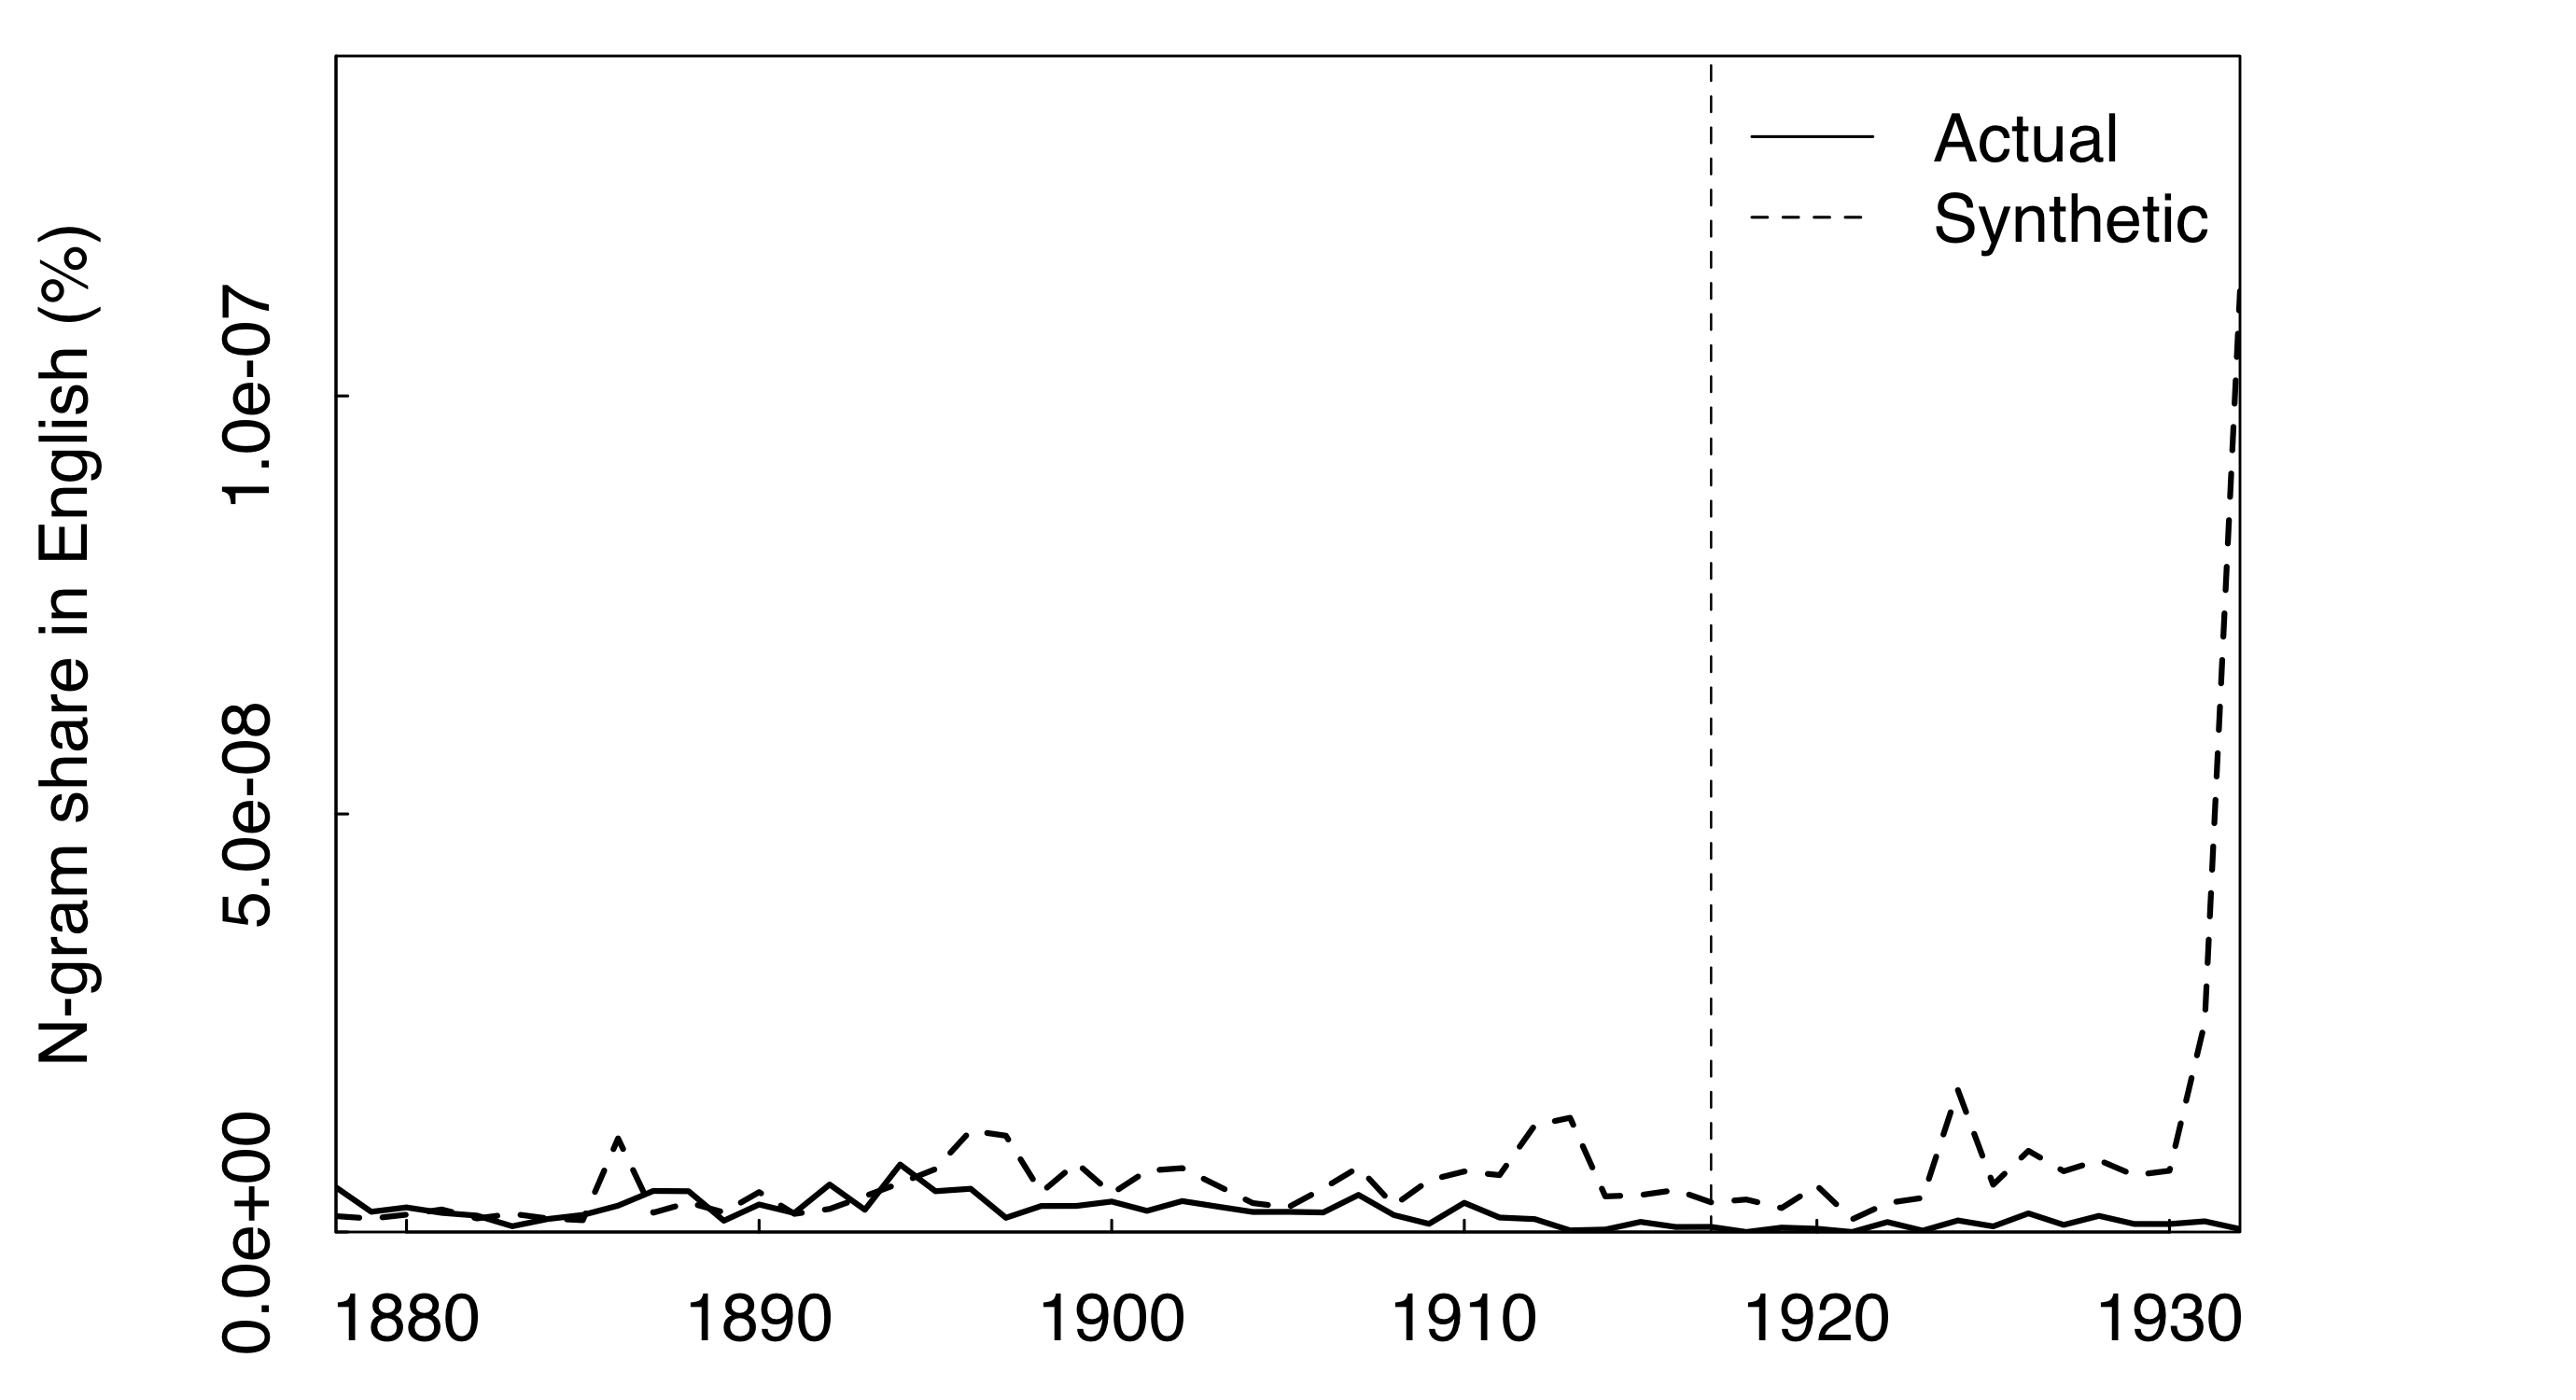 N-gram share in English (%)
1.0e-07
5.0e-08
0.0e+00
Actual
Synthetic
1880 1890 1900 1910 1920 1930